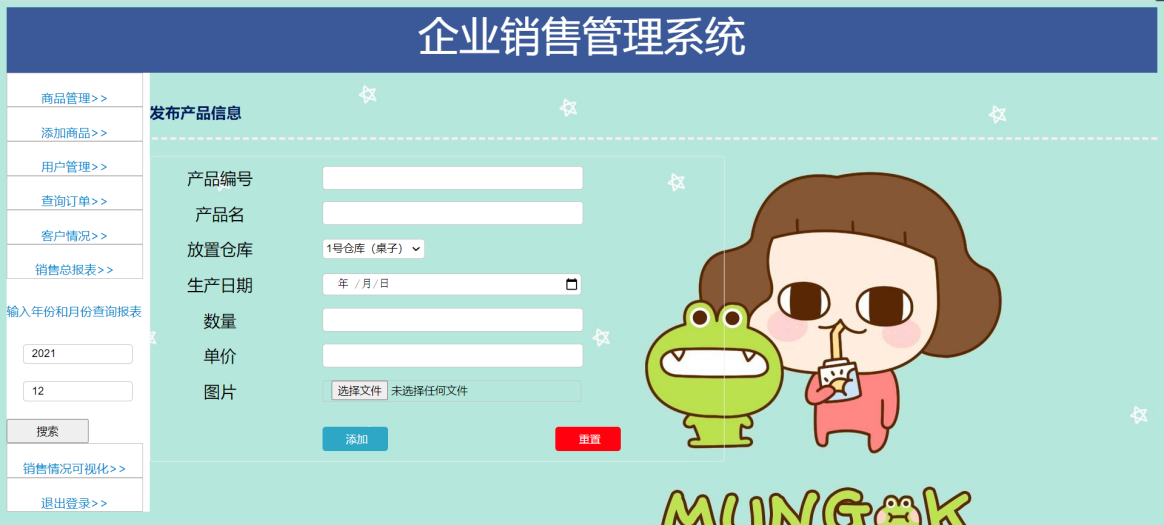 企业销售管理系统
商品管理>>
添加商品>>
用户管理>>
查询订单>>
客户情况>>
销售总报表>>
输入年份和月份查询报表
2021
12
搜索
销售情况可视化>>
退出登录>>
发布产品信息
产品编号
产品名
放置仓库 1号仓库（桌子）
生产日期 年 /月/日
数量
单价
图片 选择文件 未选择任何文件
添加 重置
MUNGOK